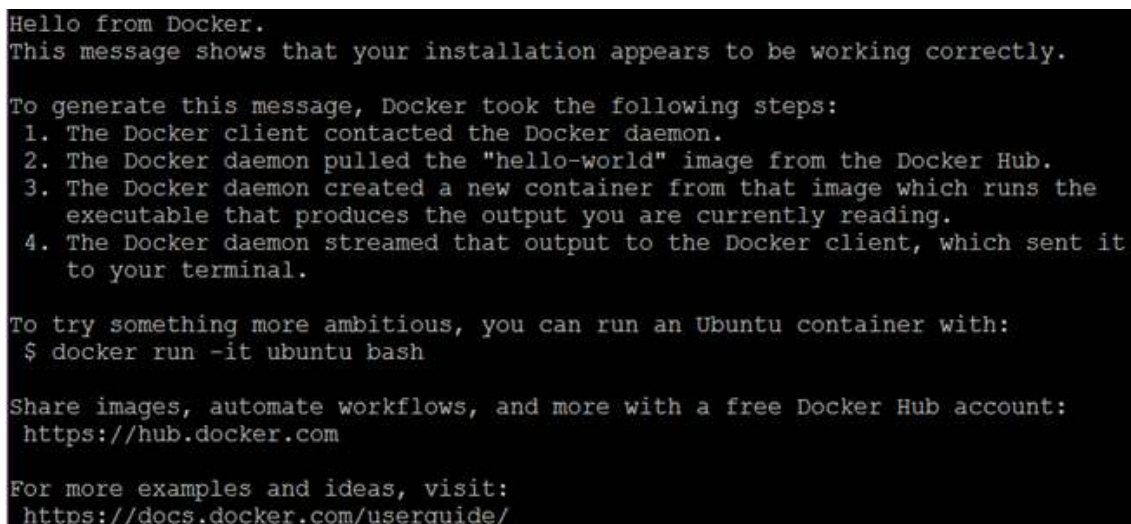 Hello from Docker.
This message shows that your installation appears to be working correctly.
To generate this message, Docker took the following steps:
1. The Docker client contacted the Docker daemon.
2. The Docker daemon pulled the "hello-world" image from the Docker Hub.
3. The Docker daemon created a new container from that image which runs the
executable that produces the output you are currently reading.
4. The Docker daemon streamed that output to the Docker client, which sent it
to your terminal.
To try something more ambitious, you can run an Ubuntu container with:
$ docker run -it ubuntu bash
Share images, automate workflows, and more with a free Docker Hub account:
https://hub.docker.com
For more examples and ideas, visit:
https://docs.docker.com/userguide/